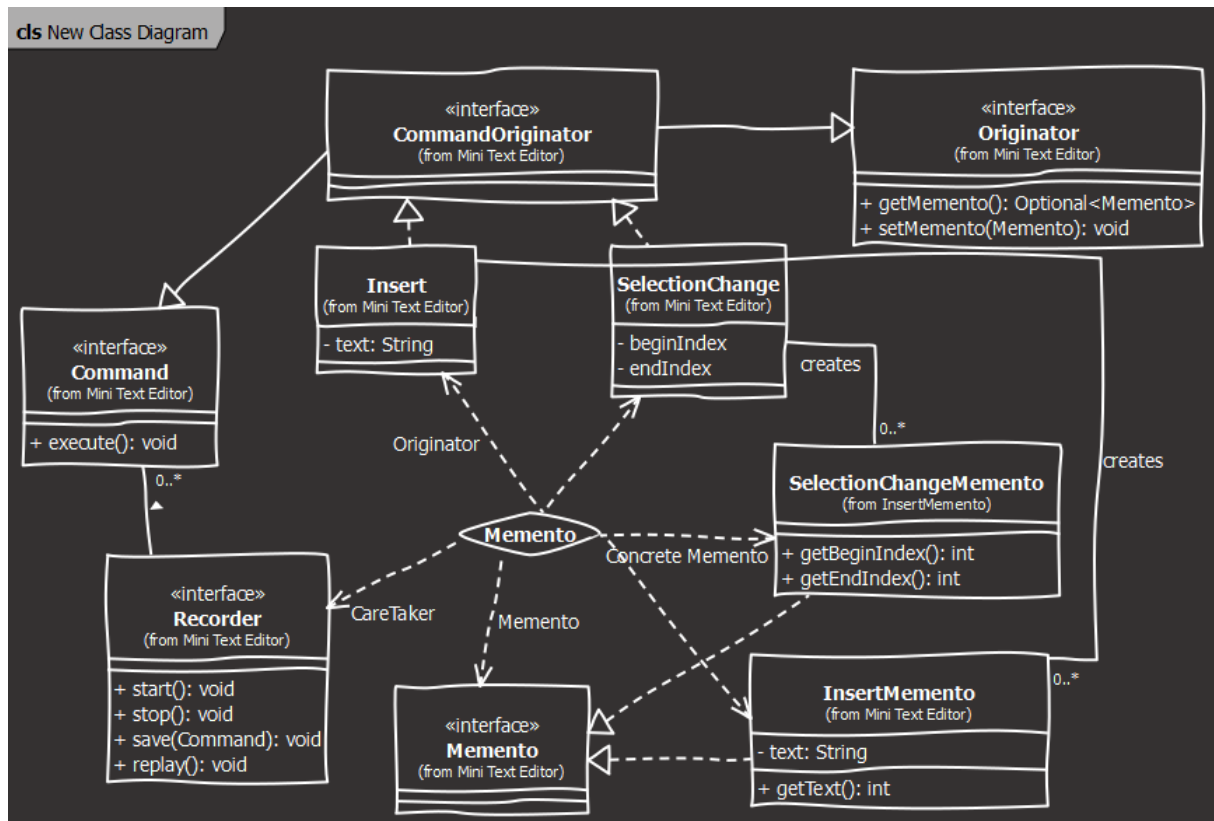 cls New Class Diagram
«interface»
CommandOriginator
(from Mini Text Editor)
«interface»
Originator
(from Mini Text Editor)
+ getMemento(): Optional<Memento>
+ setMemento(Memento): void
Insert
(from Mini Text Editor)
- text: String
SelectionChange
(from Mini Text Editor)
- beginIndex
- endIndex
«interface»
Command
(from Mini Text Editor)
+ execute(): void
creates
0..*
Originator
0..*
creates
SelectionChangeMemento
(from InsertMemento)
+ getBeginIndex(): int
+ getEndIndex(): int
Memento
Concrete Memento
«interface»
Recorder
(from Mini Text Editor)
+ start(): void
+ stop(): void
+ save(Command): void
+ replay(): void
CareTaker
Memento
0..*
InsertMemento
(from Mini Text Editor)
- text: String
+ getText(): int
«interface»
Memento
(from Mini Text Editor)